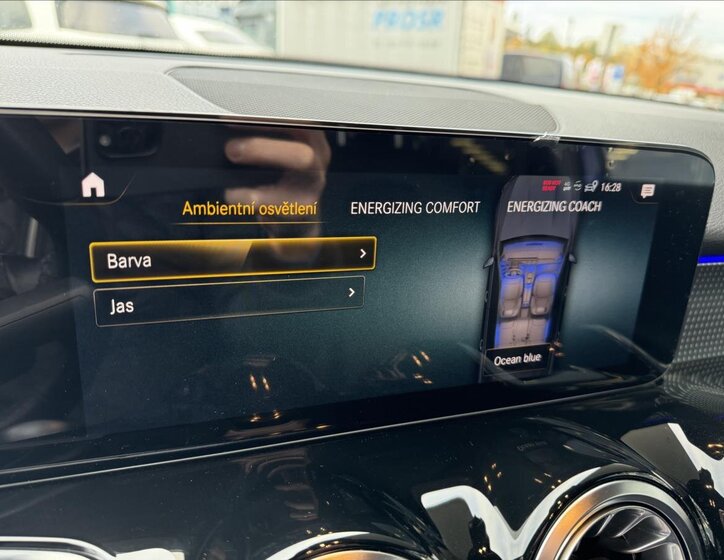 PROSR
16:28
Ambientní osvětlení
ENERGIZING COMFORT
ENERGIZING COACH
Barva
Jas
Ocean blue